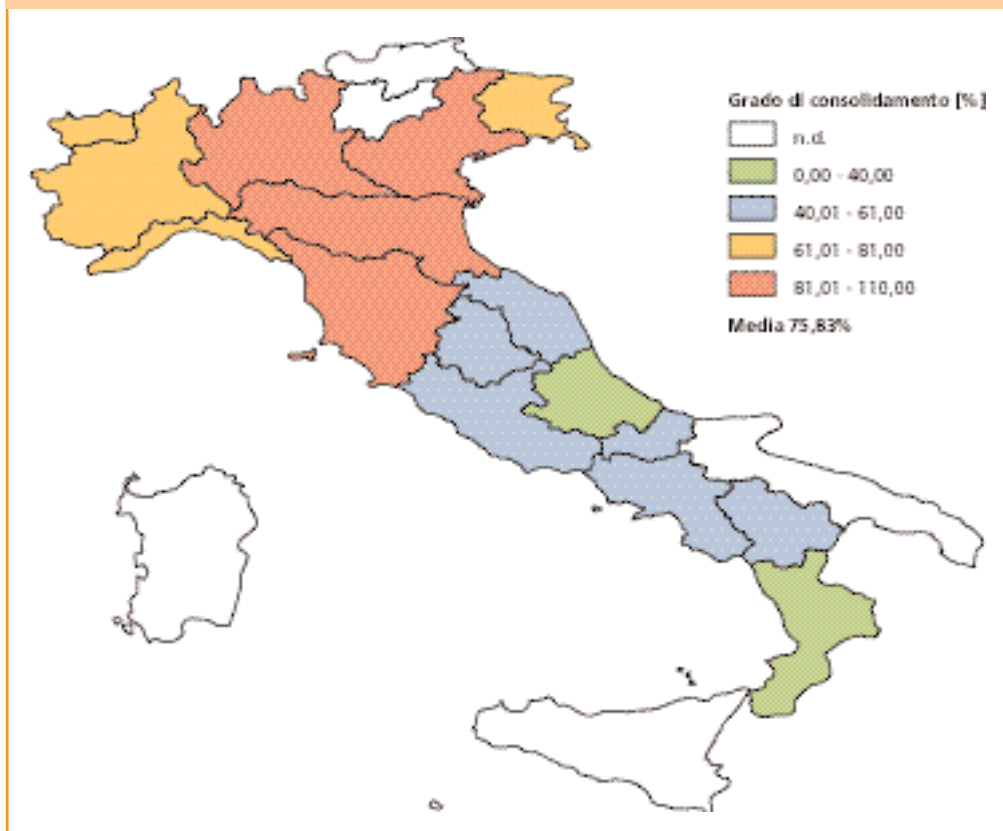 Grado di consolidamento [%]
n.d.
0,00 - 40,00
40,01 - 61,00
61,01 - 81,00
81,01 - 110,00
Media 75,83%